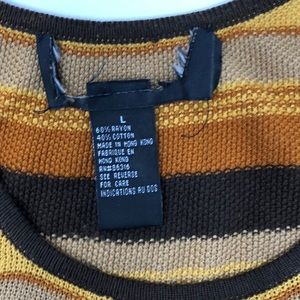 L
60% RAYON
40% COTTON
MADE IN HONG KONG
FABRIQUE EN
HONG KONG
RN#86316
SEE REVERSE
FOR CARE
INDICATIONS AU DOS